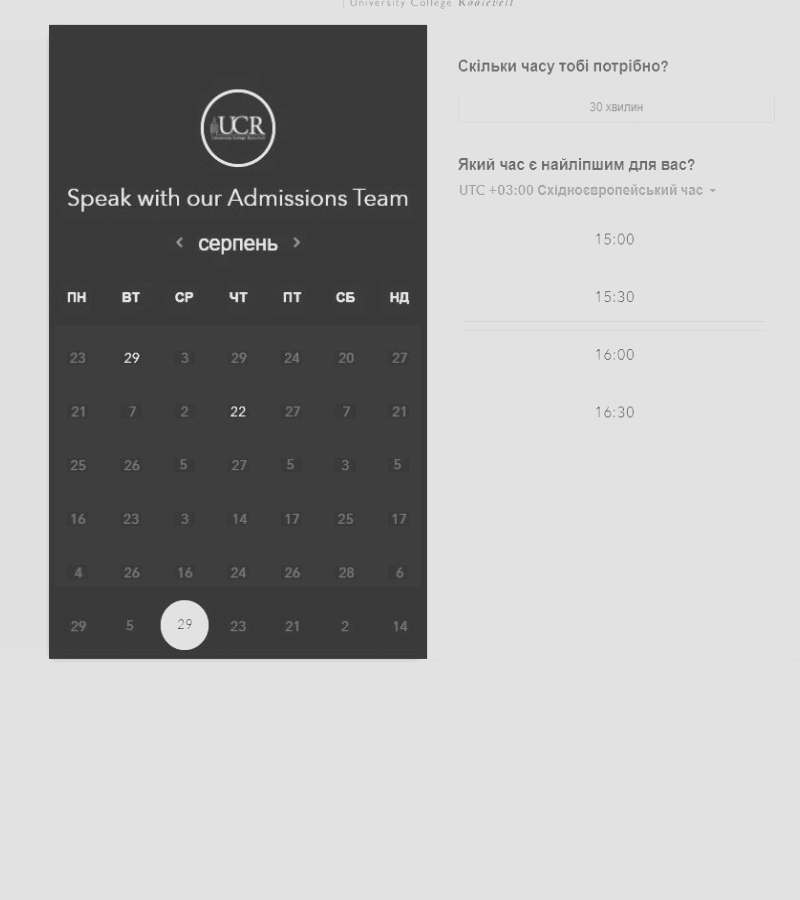 University College Roosevelt
UCR
Speak with our Admissions Team
серпень
ПН ВТ СР ЧТ ПТ СБ НД
23 29 3 29 24 20 27
21 7 2 22 27 7 21
25 26 5 27 5 3 5
16 23 3 14 17 25 17
4 26 16 24 26 28 6
29 5 29 23 21 2 14
Скільки часу тобі потрібно?
30 хвилин
Який час є найліпшим для вас?
UTC +03:00 Східноєвропейський час
15:00
15:30
16:00
16:30